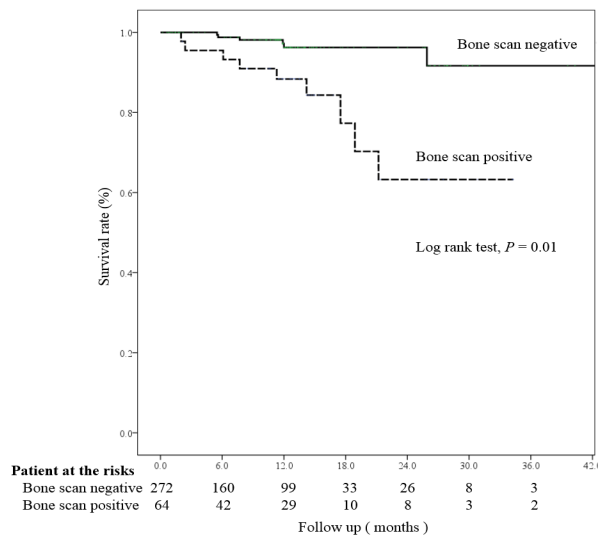 1.0
Bone scan negative
0.8
Bone scan positive
0.6
Survival rate (%)
Log rank test, P = 0.01
0.4
0.2
0.0
0.0 6.0 12.0 18.0 24.0 30.0 36.0 42.0
Patient at the risks
Bone scan negative 272 160 99 33 26 8 3
Bone scan positive 64 42 29 10 8 3 2
Follow up ( months )